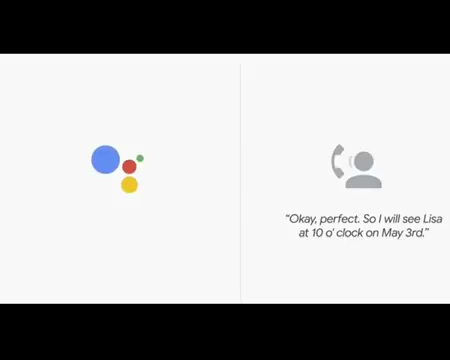 “Okay, perfect. So I will see Lisa
at 10 o’ clock on May 3rd.”